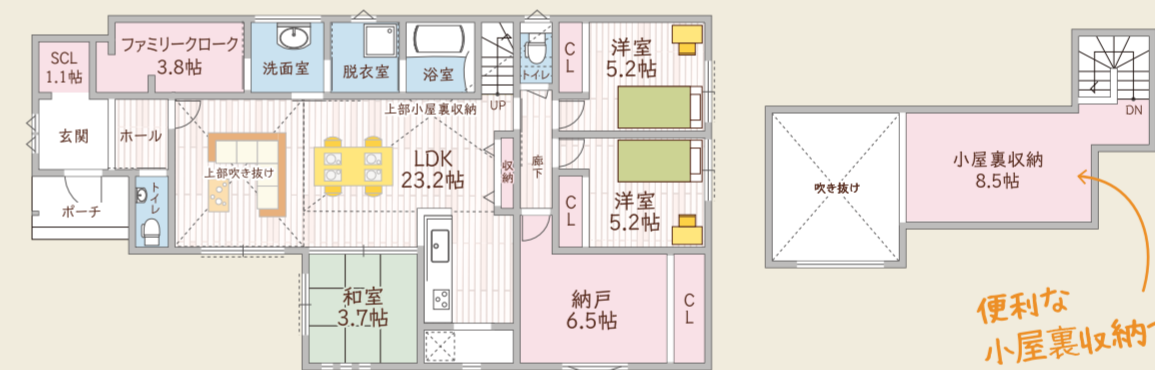 SCL
1.1帖
ファミリークローク
3.8帖
洗面室
脱衣室
浴室
UP
トイレ
CL
洋室
5.2帖
玄関
ホール
上部小屋裏収納
上部吹き抜け
LDK
23.2帖
収納
廊下
洋室
5.2帖
CL
ポーチ
トイレ
和室
3.7帖
納戸
6.5帖
CL
DN
吹き抜け
小屋裏収納
8.5帖
便利な
小屋裏収納